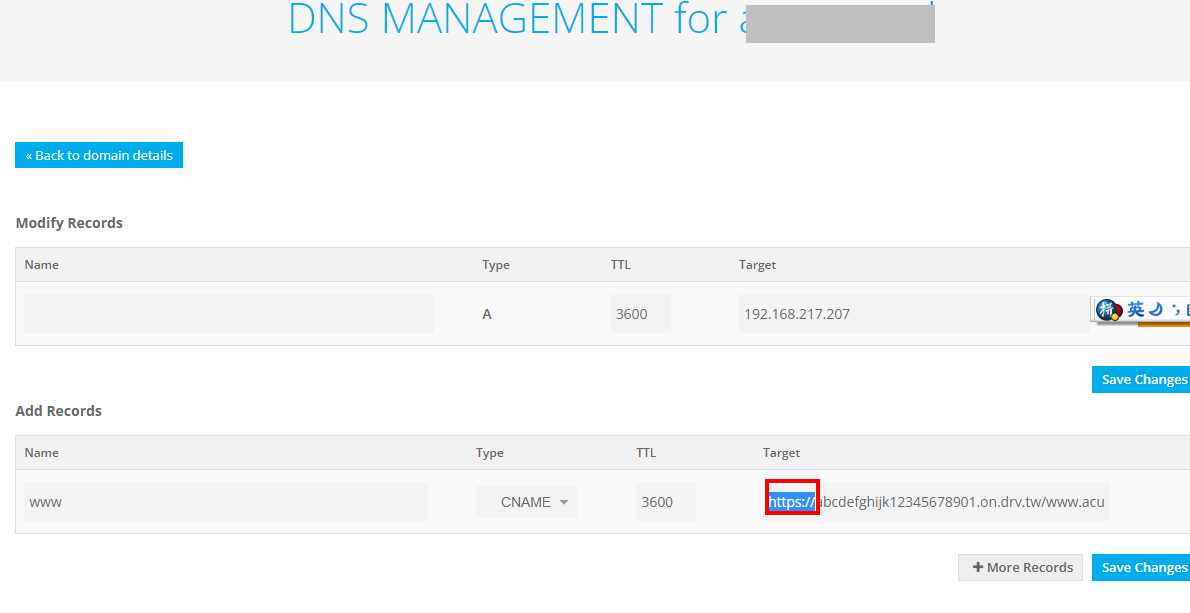 DNS MANAGEMENT for
« Back to domain details
Modify Records
Name Type TTL Target
A 3600 192.168.217.207
拼 英
Save Changes
Add Records
Name Type TTL Target
www CNAME 3600 https://abcdefghijk12345678901.on.drv.tw/www.acu
+ More Records Save Changes